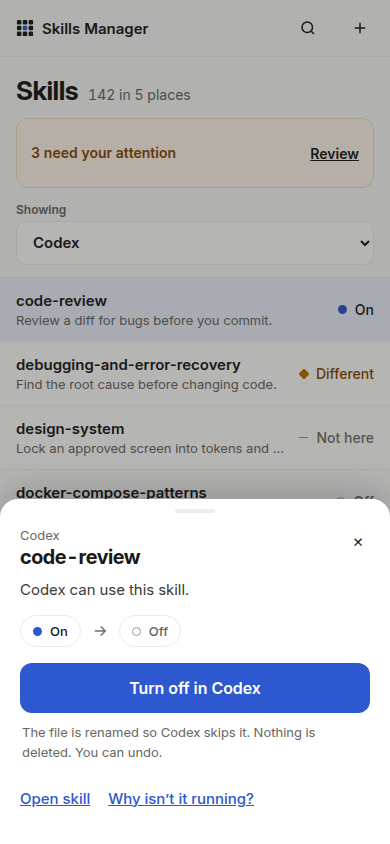 Skills Manager
Skills 142 in 5 places
3 need your attention Review
Showing
Codex
code-review
Review a diff for bugs before you commit.
On
debugging-and-error-recovery
Find the root cause before changing code.
Different
design-system
Lock an approved screen into tokens and ...
Not here
docker-compose-patterns
Off
Codex
code-review
Codex can use this skill.
On → Off
Turn off in Codex
The file is renamed so Codex skips it. Nothing is
deleted. You can undo.
Open skill Why isn't it running?